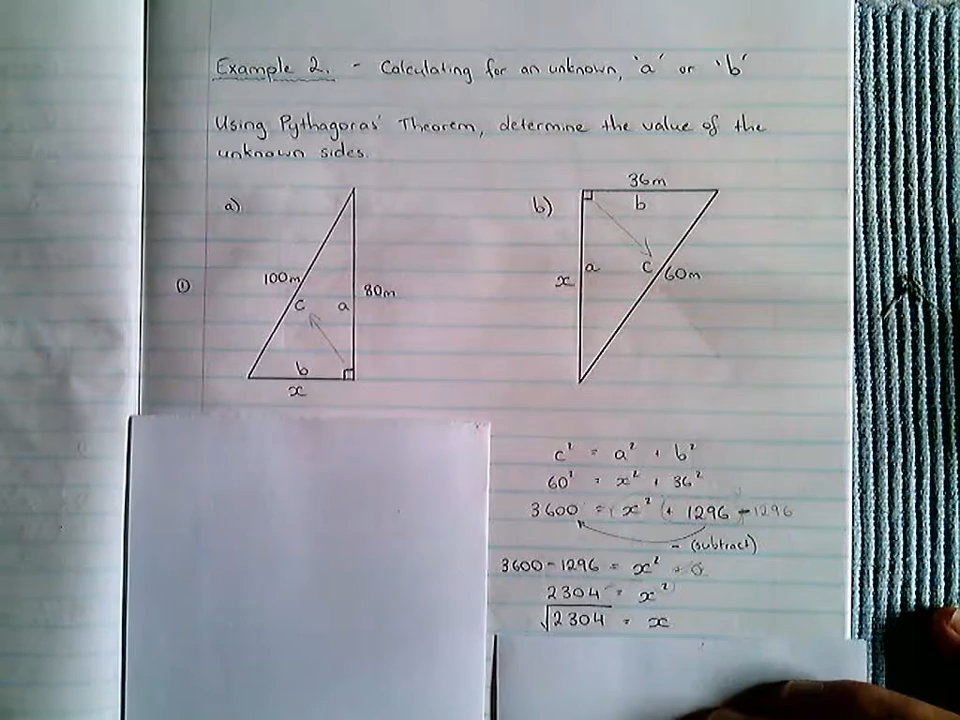 Example 2. - Calculating for an unknown, 'a' or 'b'
Using Pythagoras' Theorem, determine the value of the
unknown sides.
a)
①
100m
c
a
80m
b
x
b)
36m
b
x
a
c
60m
c² = a² + b²
60² = x² + 36²
3600 = x² (+ 1296) - 1296
- (subtract)
3600 - 1296 = x² + 0
2304 = x²
√2304 = x